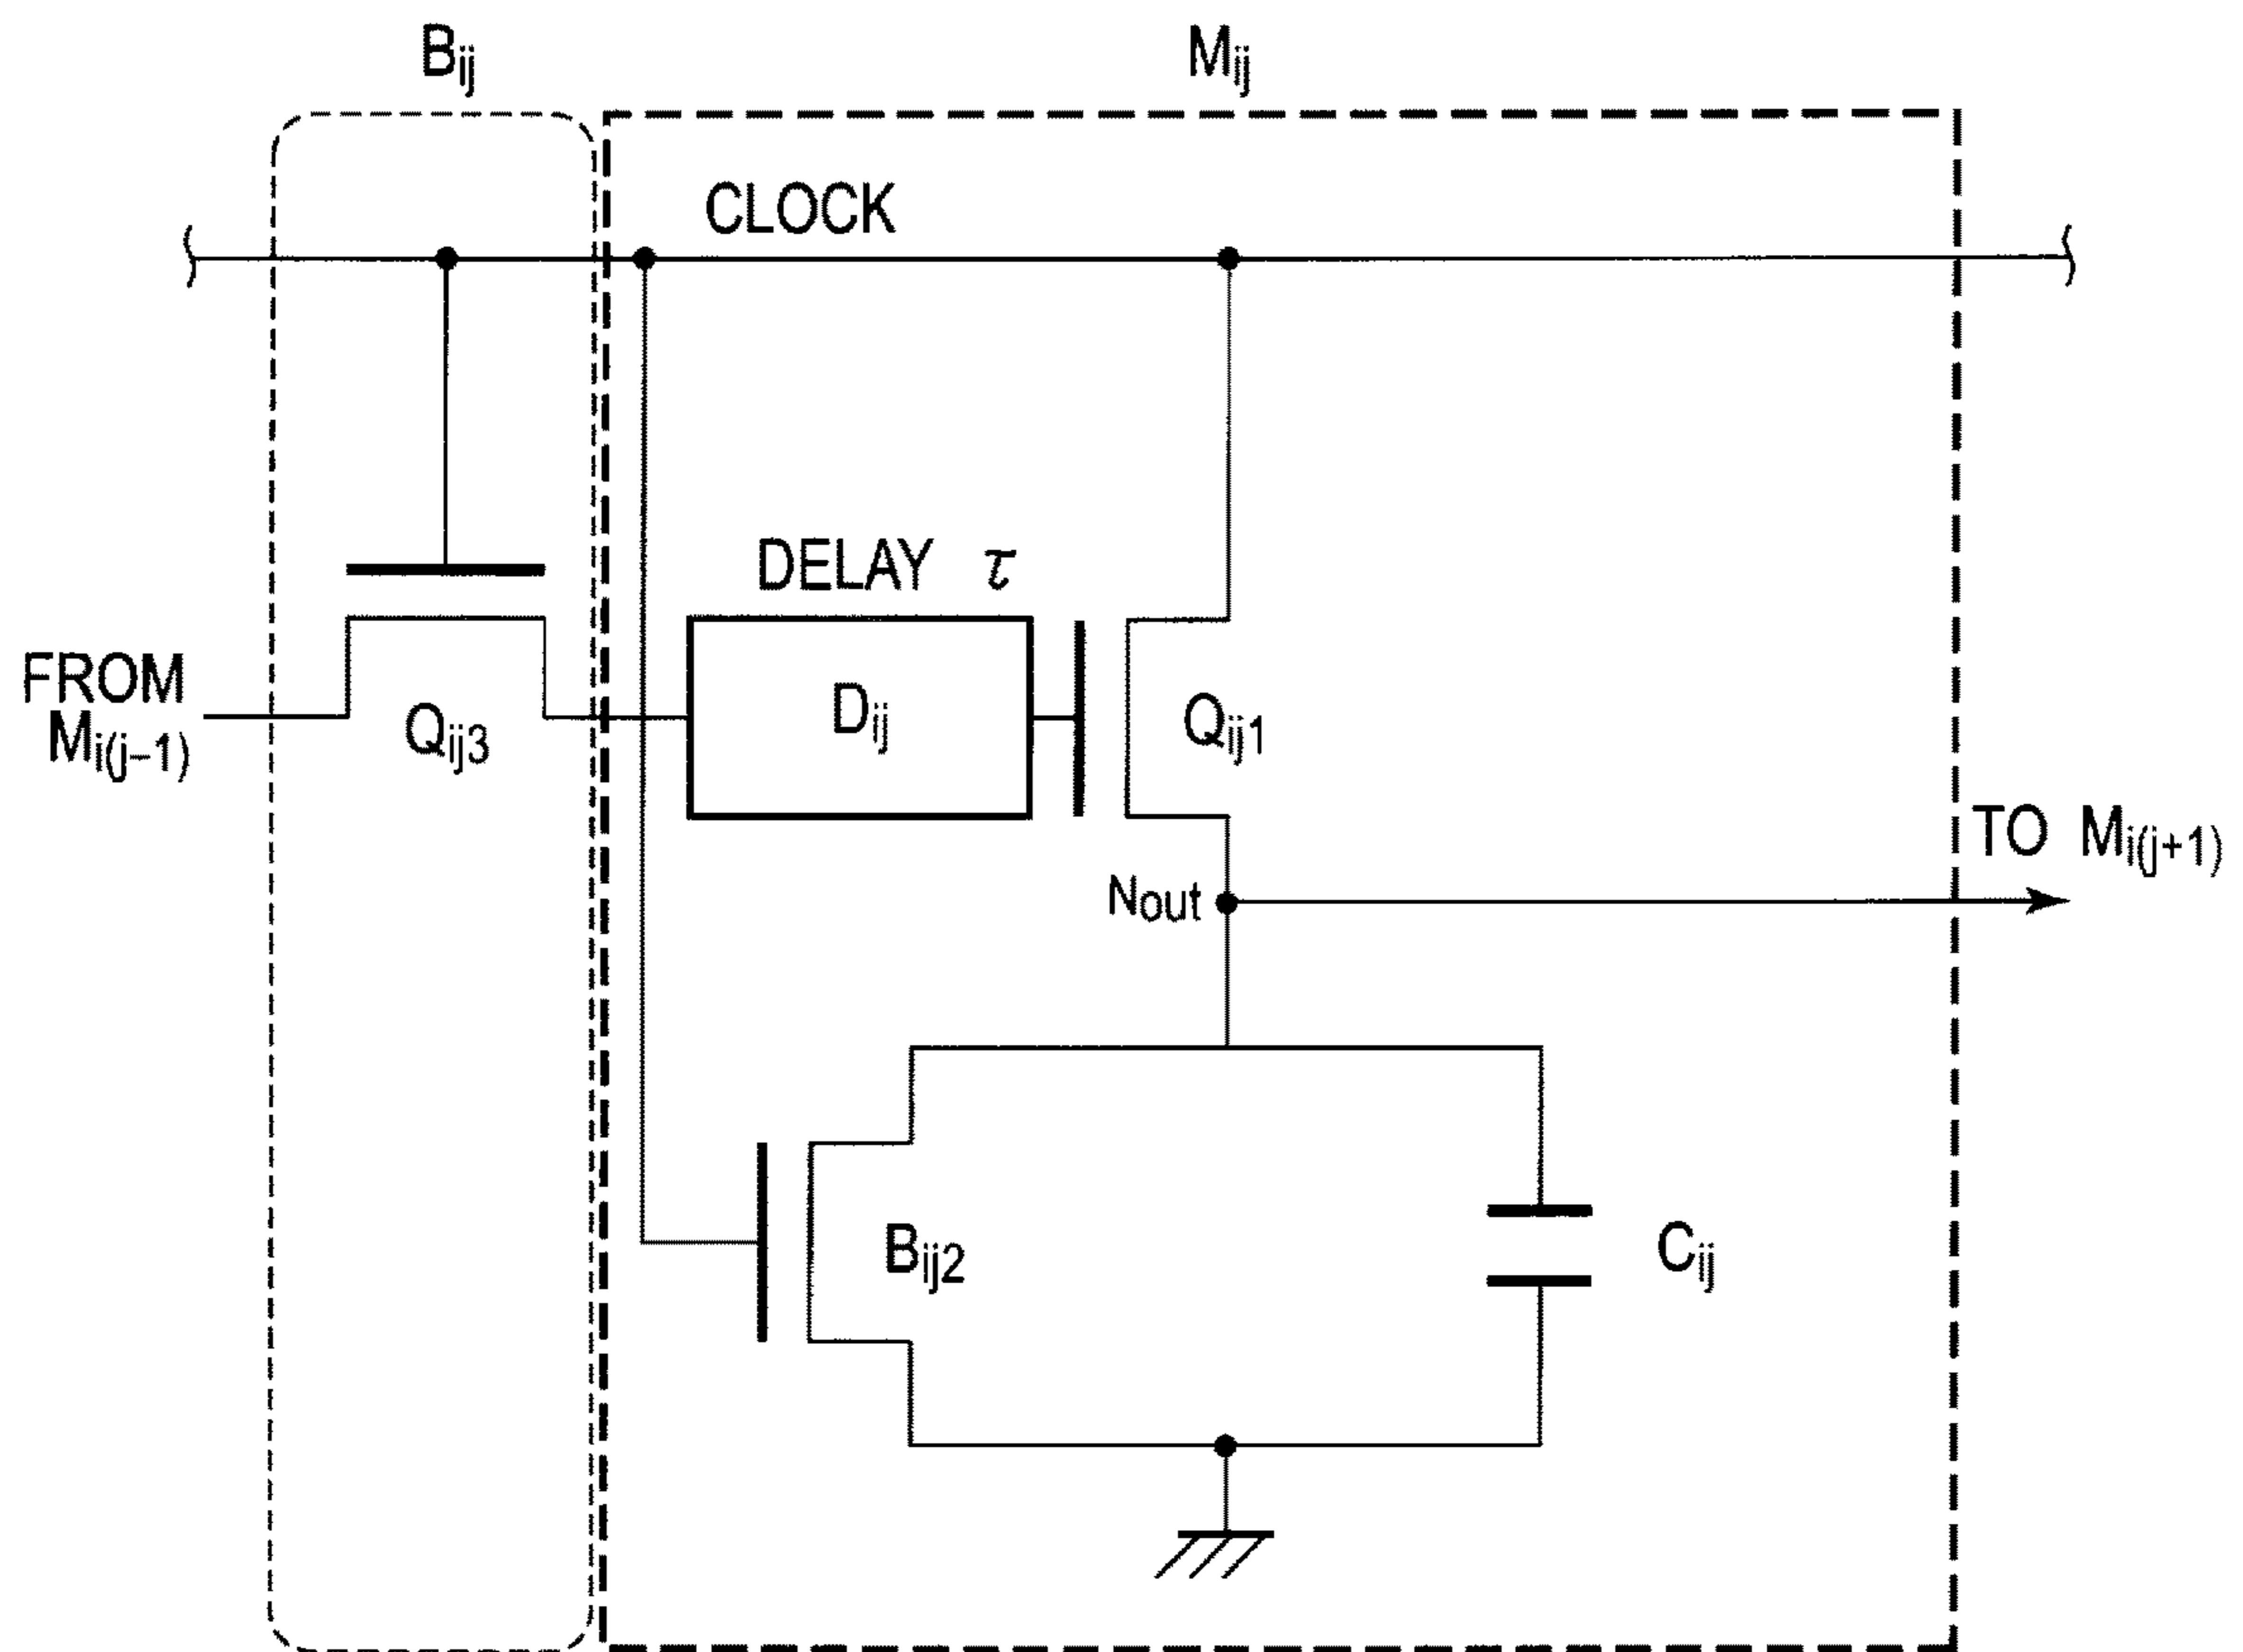 Bij
Mij
CLOCK
DELAY τ
FROM
Mi(j−1)
Qij3
Dij
Qij1
TO Mi(j+1)
Nout
Bij2
Cij